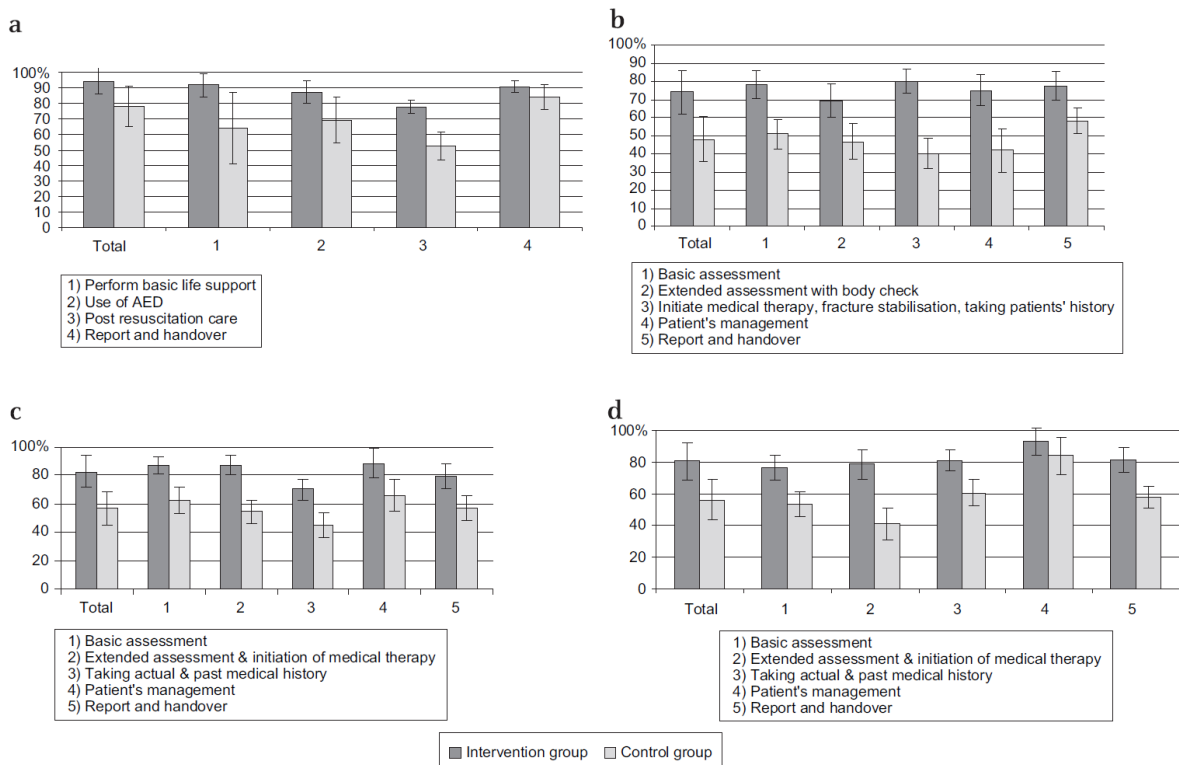 a
100%
90
80
70
60
50
40
30
20
10
0
Total 1 2 3 4
1) Perform basic life support
2) Use of AED
3) Post resuscitation care
4) Report and handover
b
100%
90
80
70
60
50
40
30
20
10
0
Total 1 2 3 4 5
1) Basic assessment
2) Extended assessment with body check
3) Initiate medical therapy, fracture stabilisation, taking patients' history
4) Patient's management
5) Report and handover
c
100%
80
60
40
20
0
Total 1 2 3 4 5
1) Basic assessment
2) Extended assessment & initiation of medical therapy
3) Taking actual & past medical history
4) Patient's management
5) Report and handover
d
100%
80
60
40
20
0
Total 1 2 3 4 5
1) Basic assessment
2) Extended assessment & initiation of medical therapy
3) Taking actual & past medical history
4) Patient's management
5) Report and handover
Intervention group Control group